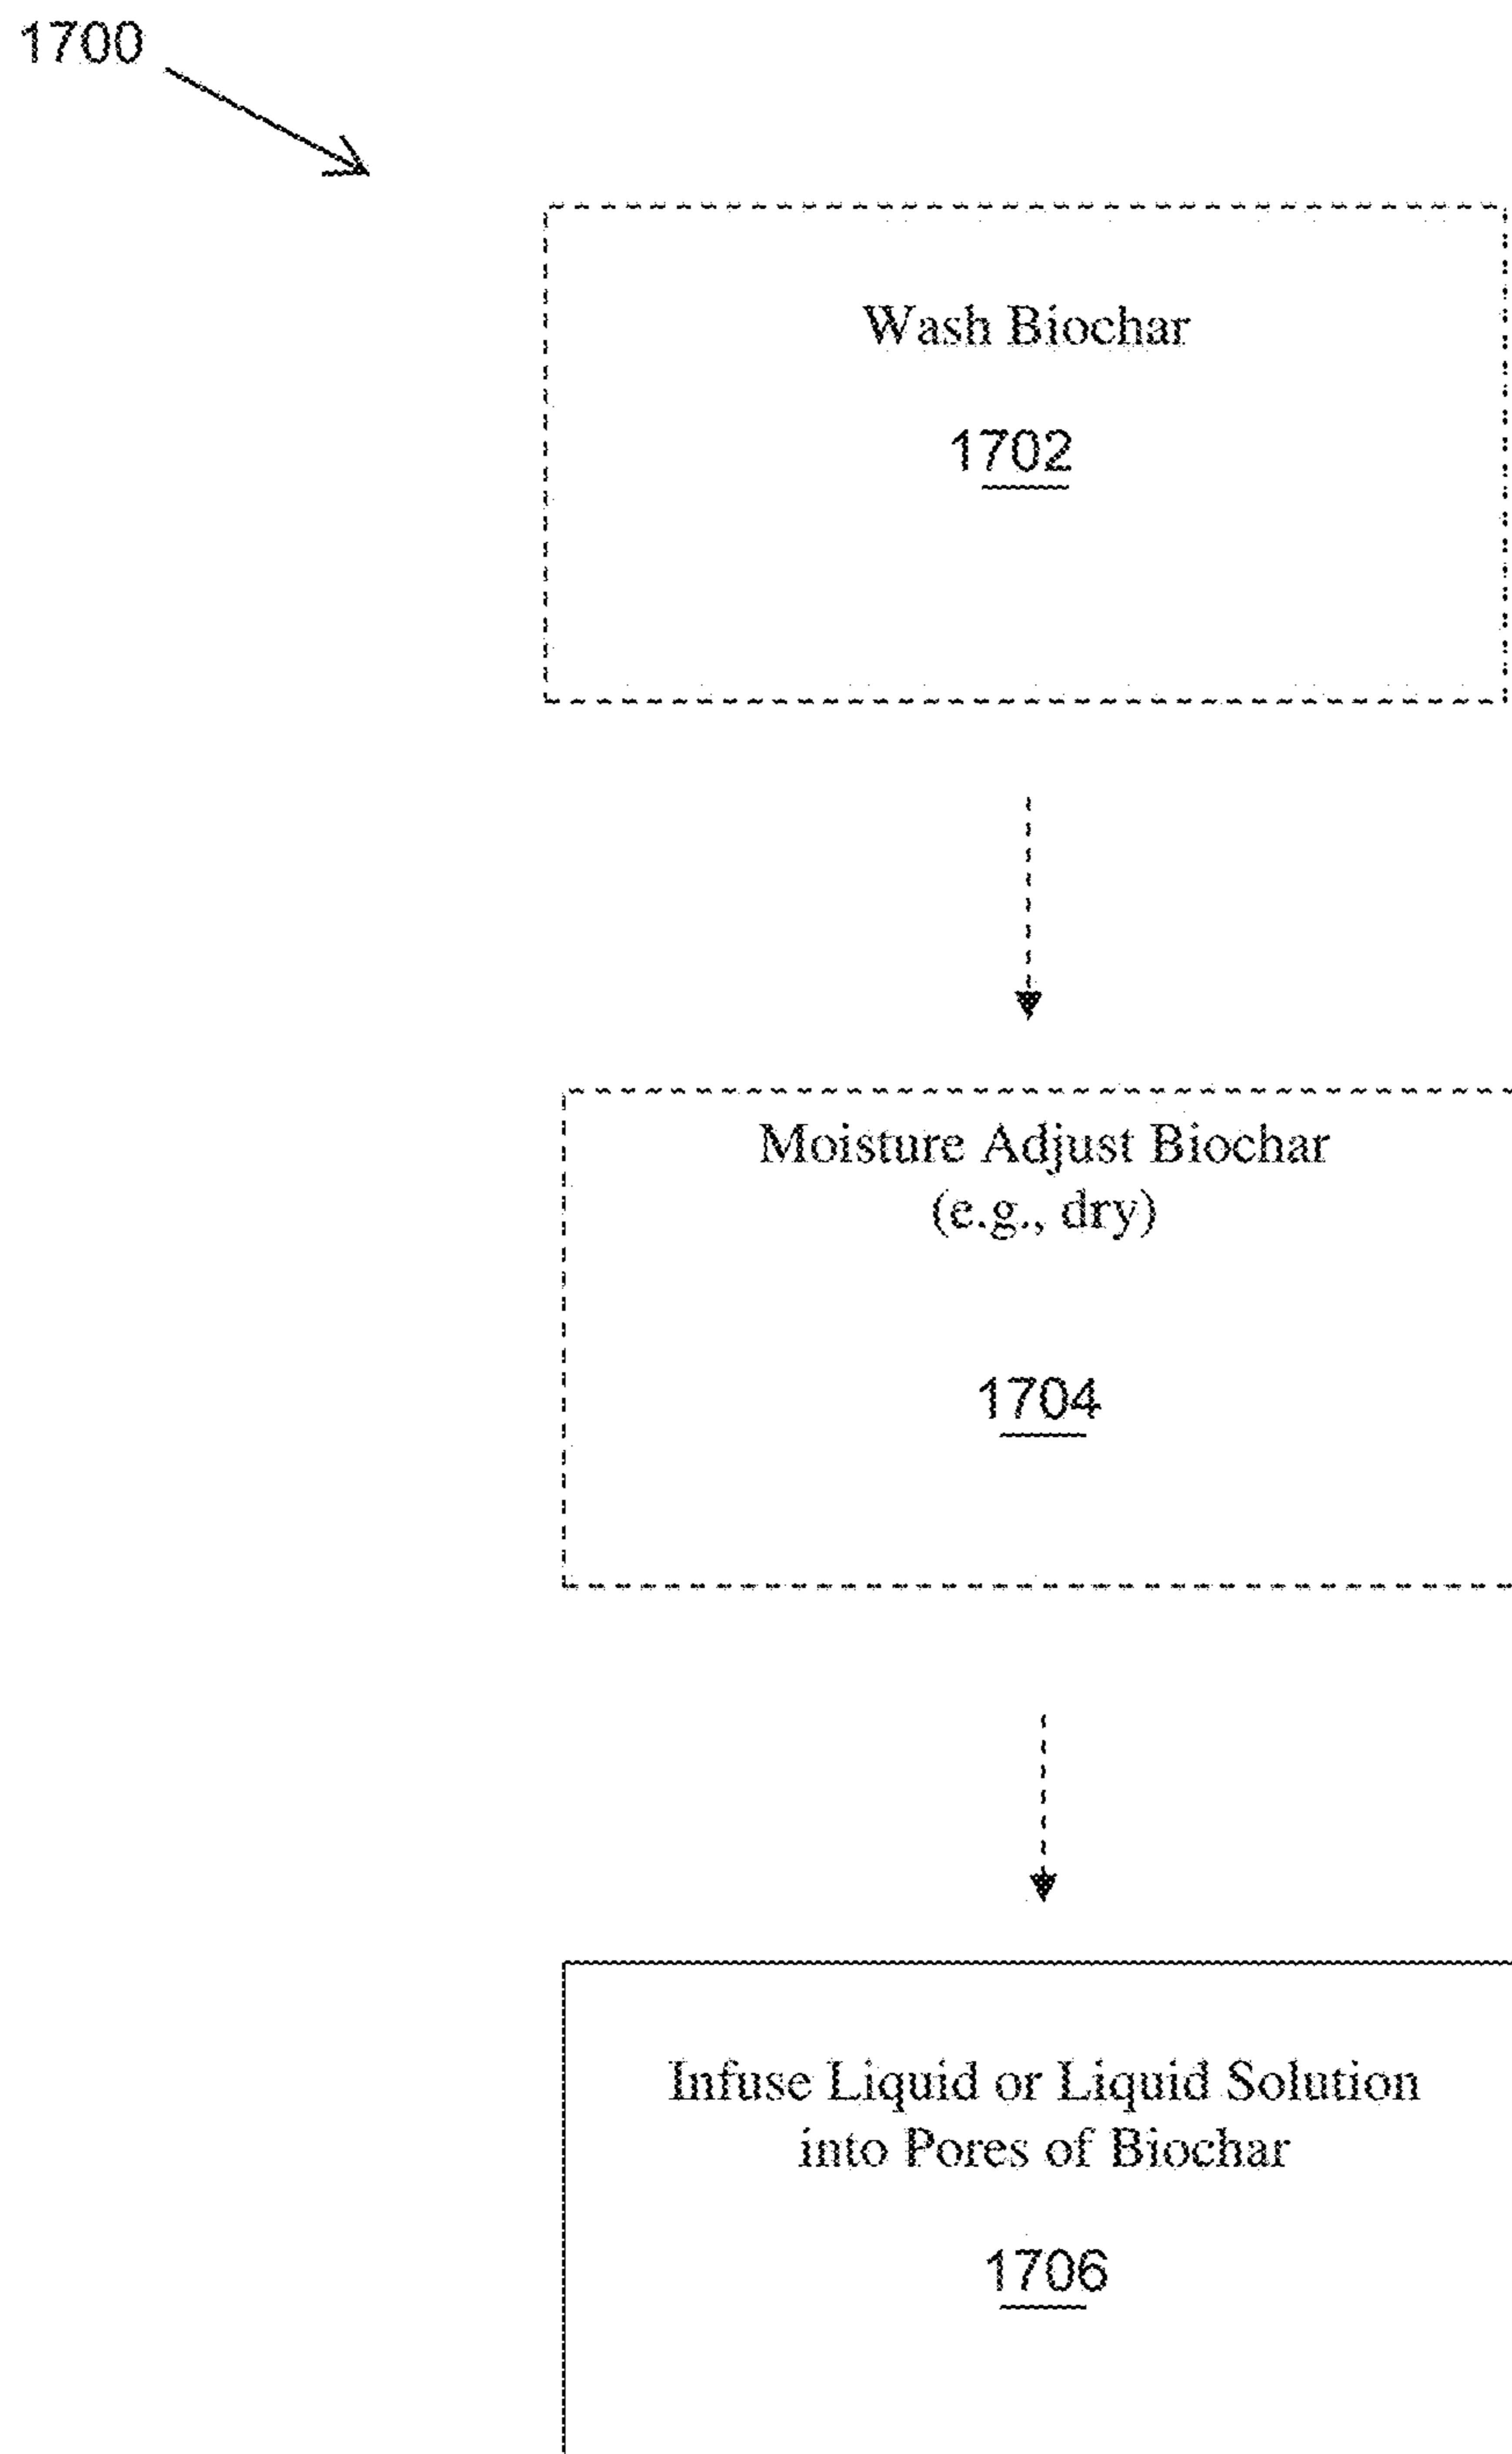 1700
Wash Biochar
1702
Moisture Adjust Biochar
(e.g., dry)
1704
Infuse Liquid or Liquid Solution
into Pores of Biochar
1706